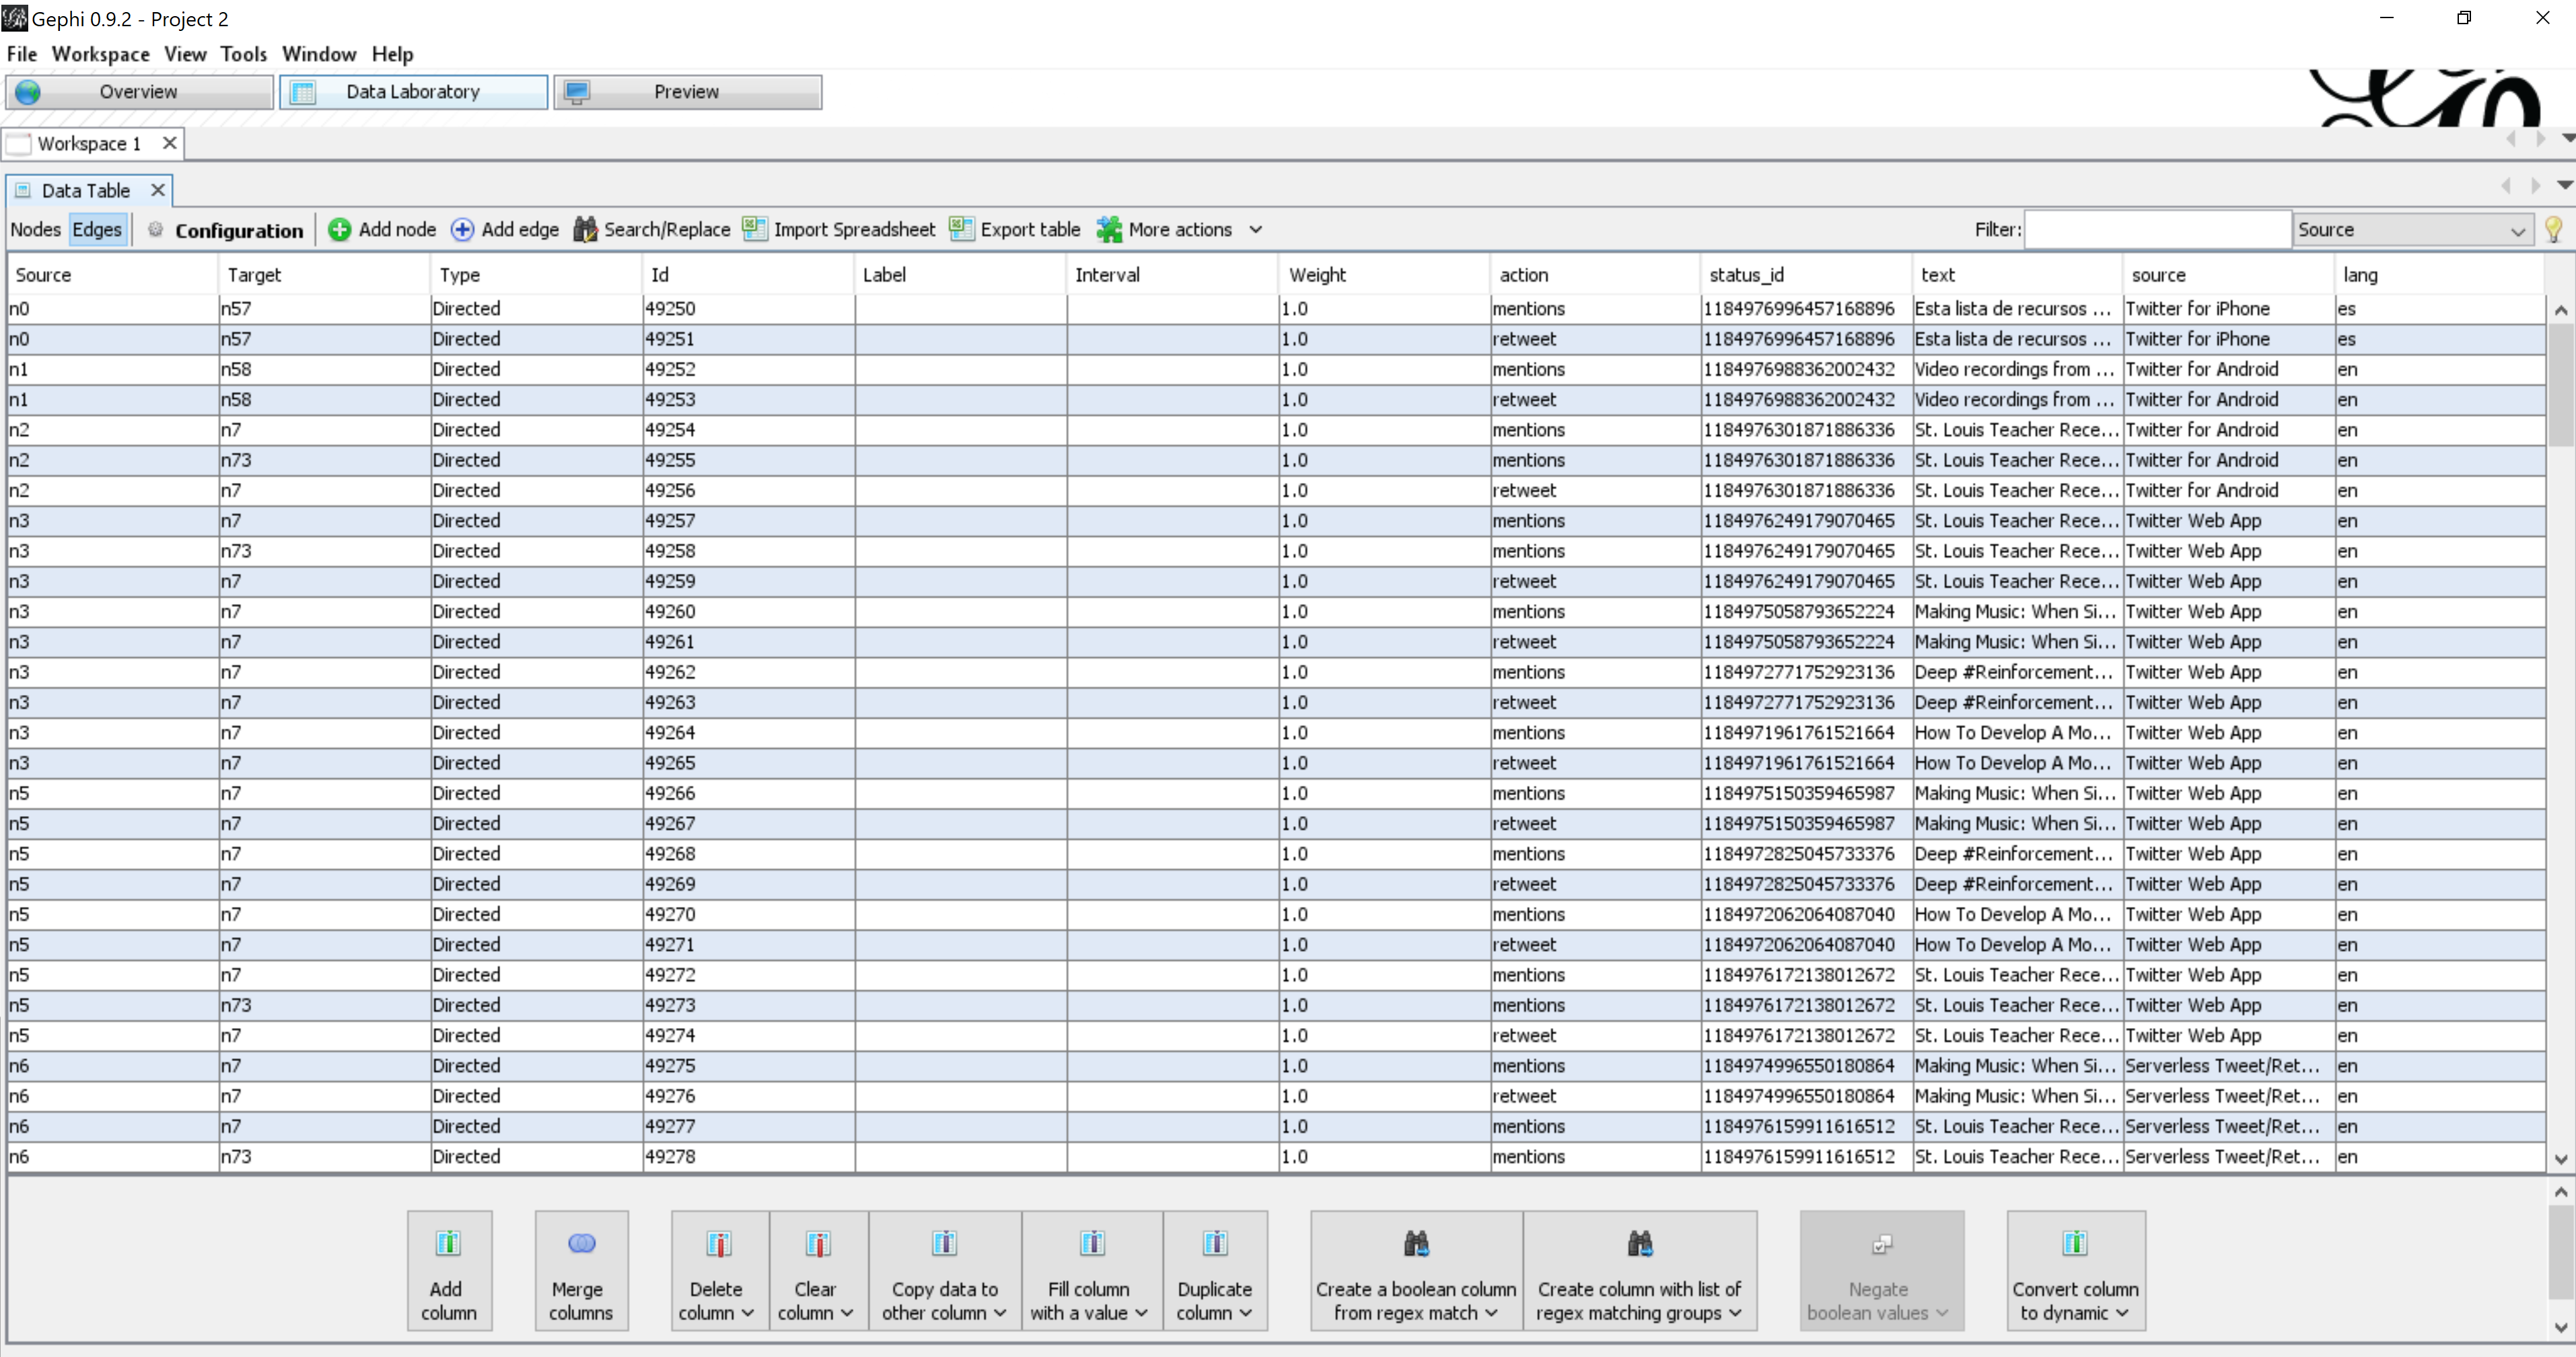 Gephi 0.9.2 - Project 2
File Workspace View Tools Window Help
Overview Data Laboratory Preview
Workspace 1
Data Table
Nodes Edges Configuration Add node Add edge Search/Replace Import Spreadsheet Export table More actions Filter: Source
Source Target Type Id Label Interval Weight action status_id text source lang
n0 n57 Directed 49250 1.0 mentions 1184976996457168896 Esta lista de recursos ... Twitter for iPhone es
n0 n57 Directed 49251 1.0 retweet 1184976996457168896 Esta lista de recursos ... Twitter for iPhone es
n1 n58 Directed 49252 1.0 mentions 1184976988362002432 Video recordings from ... Twitter for Android en
n1 n58 Directed 49253 1.0 retweet 1184976988362002432 Video recordings from ... Twitter for Android en
n2 n7 Directed 49254 1.0 mentions 1184976301871886336 St. Louis Teacher Rece... Twitter for Android en
n2 n73 Directed 49255 1.0 mentions 1184976301871886336 St. Louis Teacher Rece... Twitter for Android en
n2 n7 Directed 49256 1.0 retweet 1184976301871886336 St. Louis Teacher Rece... Twitter for Android en
n3 n7 Directed 49257 1.0 mentions 1184976249179070465 St. Louis Teacher Rece... Twitter Web App en
n3 n73 Directed 49258 1.0 mentions 1184976249179070465 St. Louis Teacher Rece... Twitter Web App en
n3 n7 Directed 49259 1.0 retweet 1184976249179070465 St. Louis Teacher Rece... Twitter Web App en
n3 n7 Directed 49260 1.0 mentions 1184975058793652224 Making Music: When Si... Twitter Web App en
n3 n7 Directed 49261 1.0 retweet 1184975058793652224 Making Music: When Si... Twitter Web App en
n3 n7 Directed 49262 1.0 mentions 1184972771752923136 Deep #Reinforcement... Twitter Web App en
n3 n7 Directed 49263 1.0 retweet 1184972771752923136 Deep #Reinforcement... Twitter Web App en
n3 n7 Directed 49264 1.0 mentions 1184971961761521664 How To Develop A Mo... Twitter Web App en
n3 n7 Directed 49265 1.0 retweet 1184971961761521664 How To Develop A Mo... Twitter Web App en
n5 n7 Directed 49266 1.0 mentions 1184975150359465987 Making Music: When Si... Twitter Web App en
n5 n7 Directed 49267 1.0 retweet 1184975150359465987 Making Music: When Si... Twitter Web App en
n5 n7 Directed 49268 1.0 mentions 1184972825045733376 Deep #Reinforcement... Twitter Web App en
n5 n7 Directed 49269 1.0 retweet 1184972825045733376 Deep #Reinforcement... Twitter Web App en
n5 n7 Directed 49270 1.0 mentions 1184972062064087040 How To Develop A Mo... Twitter Web App en
n5 n7 Directed 49271 1.0 retweet 1184972062064087040 How To Develop A Mo... Twitter Web App en
n5 n7 Directed 49272 1.0 mentions 1184976172138012672 St. Louis Teacher Rece... Twitter Web App en
n5 n73 Directed 49273 1.0 mentions 1184976172138012672 St. Louis Teacher Rece... Twitter Web App en
n5 n7 Directed 49274 1.0 retweet 1184976172138012672 St. Louis Teacher Rece... Twitter Web App en
n6 n7 Directed 49275 1.0 mentions 1184974996550180864 Making Music: When Si... Serverless Tweet/Ret... en
n6 n7 Directed 49276 1.0 retweet 1184974996550180864 Making Music: When Si... Serverless Tweet/Ret... en
n6 n7 Directed 49277 1.0 mentions 1184976159911616512 St. Louis Teacher Rece... Serverless Tweet/Ret... en
n6 n73 Directed 49278 1.0 mentions 1184976159911616512 St. Louis Teacher Rece... Serverless Tweet/Ret... en
Add Merge Delete Clear Copy data to Fill column Duplicate Create a boolean column Create column with list of Negate Convert column
column columns column column other column with a value column from regex match regex matching groups boolean values to dynamic